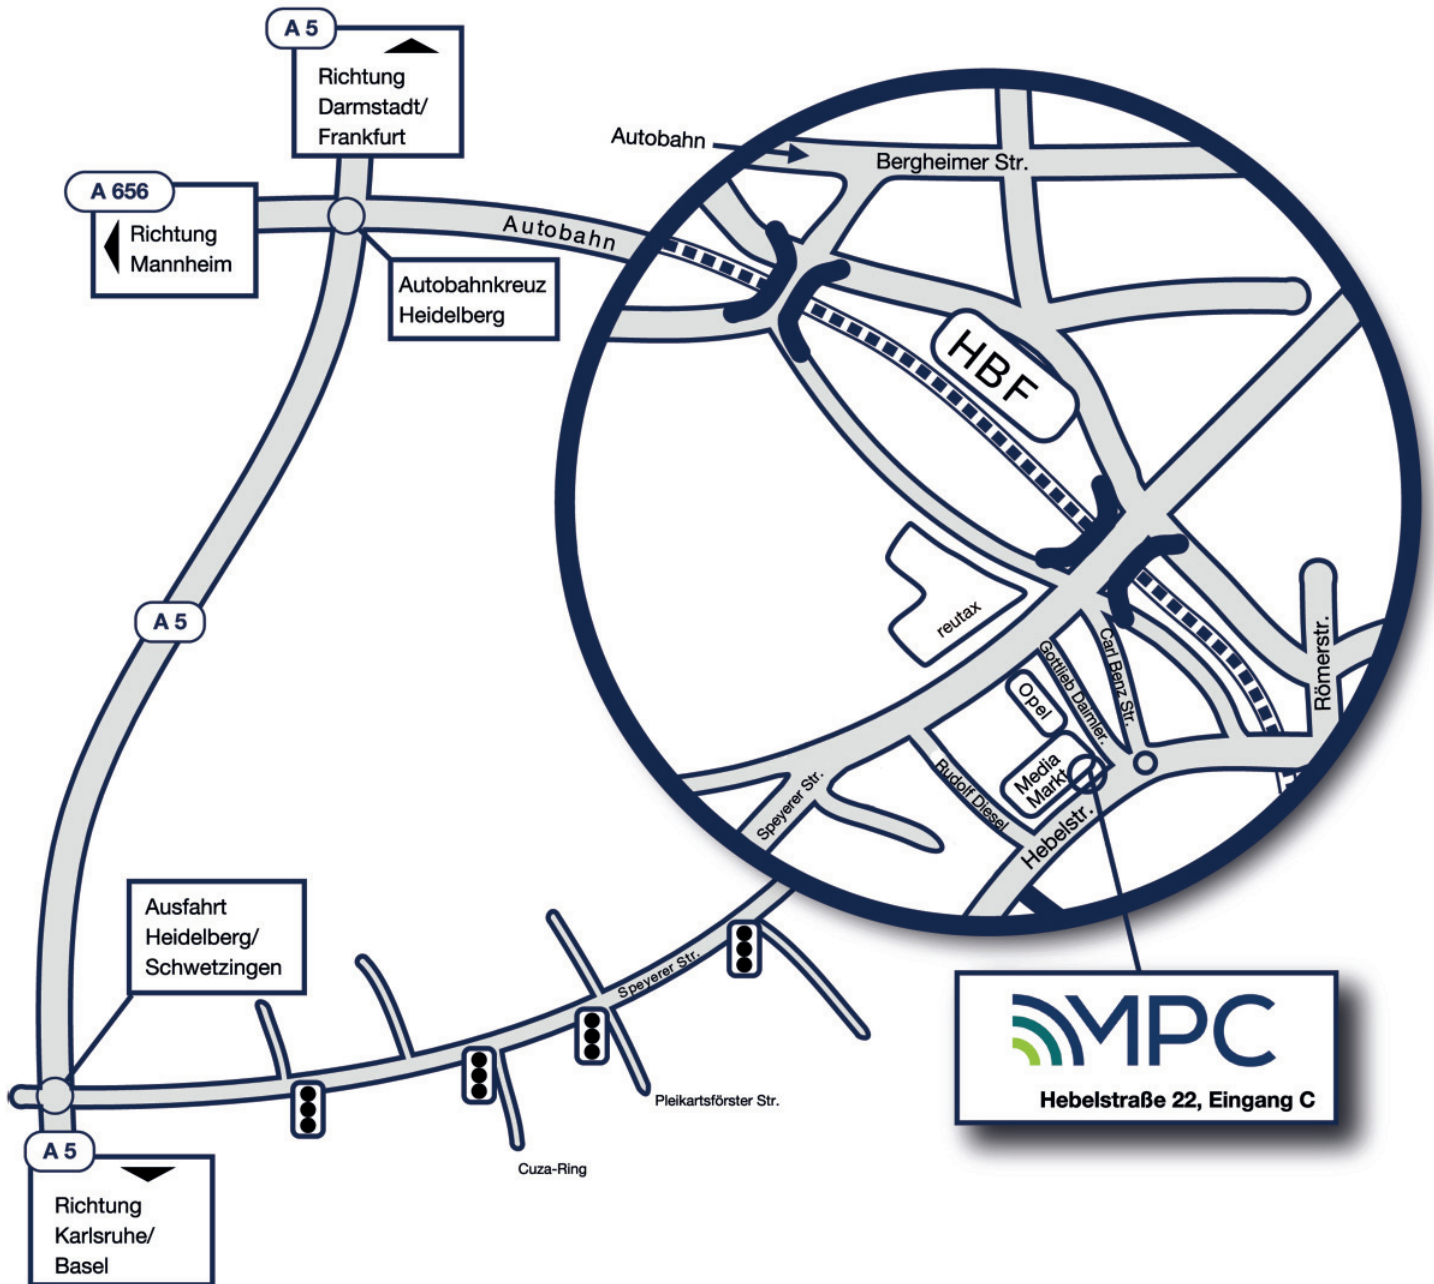 A 5
Richtung
Darmstadt/
Frankfurt
A 656
Richtung
Mannheim
Autobahn
Autobahnkreuz
Heidelberg
Autobahn
Bergheimer Str.
HBF
reutax
Gottlieb Daimler.
Carl Benz Str.
Römerstr.
Opel
Media
Markt
Rudolf Diesel
Hebelstr.
Speyerer Str.
A 5
Ausfahrt
Heidelberg/
Schwetzingen
Speyerer Str.
Pleikartsförster Str.
Cuza-Ring
A 5
Richtung
Karlsruhe/
Basel
MPC
Hebelstraße 22, Eingang C